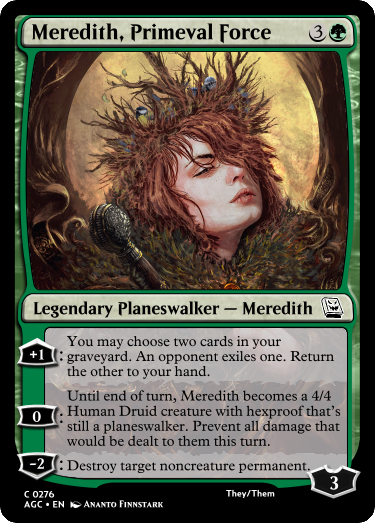 Meredith, Primeval Force 3
Legendary Planeswalker — Meredith
+1: You may choose two cards in your
graveyard. An opponent exiles one. Return
the other to your hand.
Until end of turn, Meredith becomes a 4/4
0: Human Druid creature with hexproof that's
still a planeswalker. Prevent all damage that
would be dealt to them this turn.
-2: Destroy target noncreature permanent.
3
C 0276
They/Them
AGC • EN Ananto Finnstark